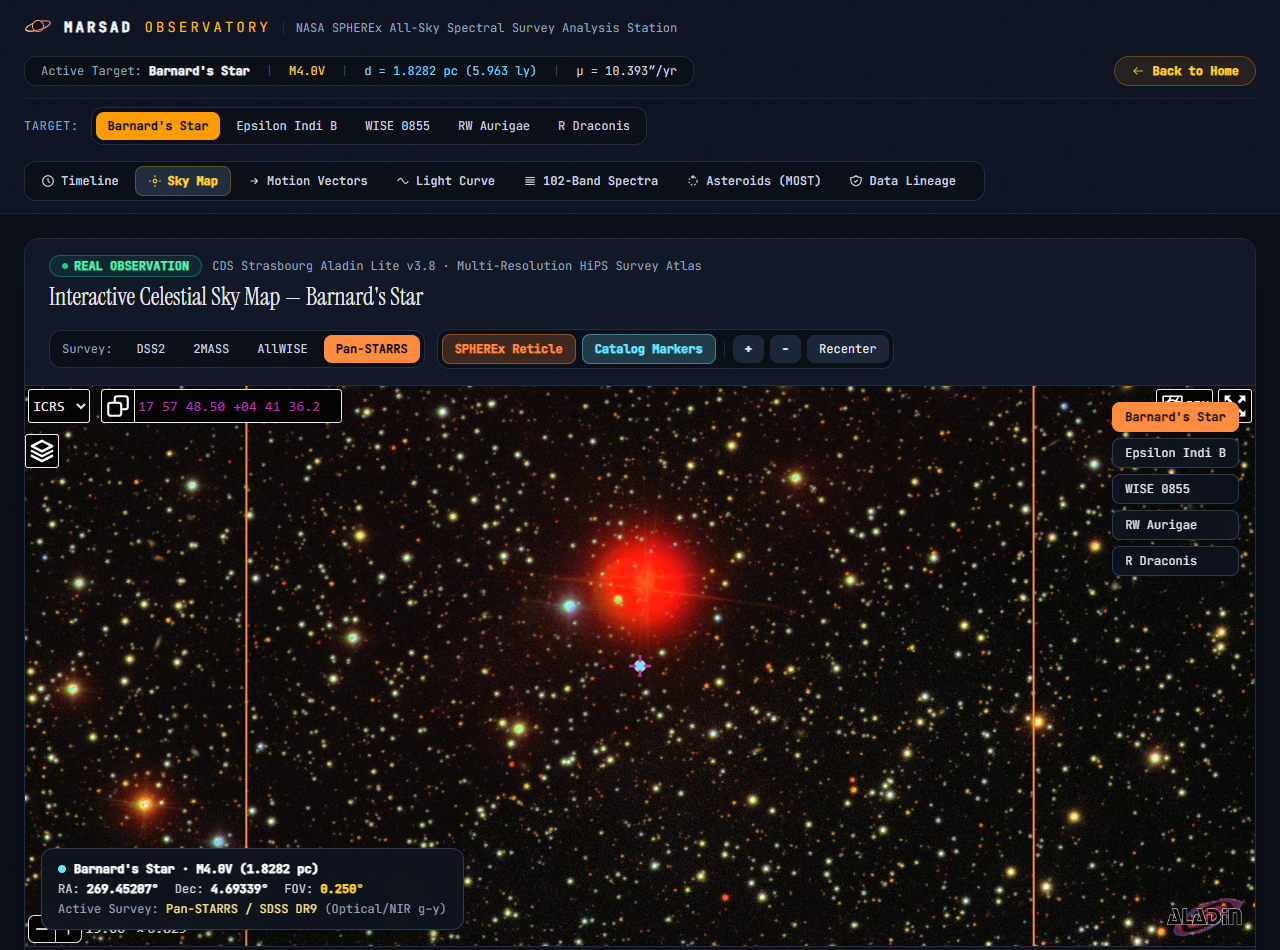 MARSAD OBSERVATORY NASA SPHEREx All-Sky Spectral Survey Analysis Station
Active Target: Barnard's Star | M4.0V | d = 1.8282 pc (5.963 ly) | μ = 10.393″/yr
← Back to Home
TARGET: Barnard's Star Epsilon Indi B WISE 0855 RW Aurigae R Draconis
Timeline Sky Map Motion Vectors Light Curve 102-Band Spectra Asteroids (MOST) Data Lineage
REAL OBSERVATION CDS Strasbourg Aladin Lite v3.8 · Multi-Resolution HiPS Survey Atlas
Interactive Celestial Sky Map — Barnard's Star
Survey: DSS2 2MASS AllWISE Pan-STARRS SPHEREx Reticle Catalog Markers + - Recenter
ICRS 17 57 48.50 +04 41 36.2
Barnard's Star
Epsilon Indi B
WISE 0855
RW Aurigae
R Draconis
Barnard's Star · M4.0V (1.8282 pc)
RA: 269.45207° Dec: 4.69339° FOV: 0.250°
Active Survey: Pan-STARRS / SDSS DR9 (Optical/NIR g-y)
ALADiN